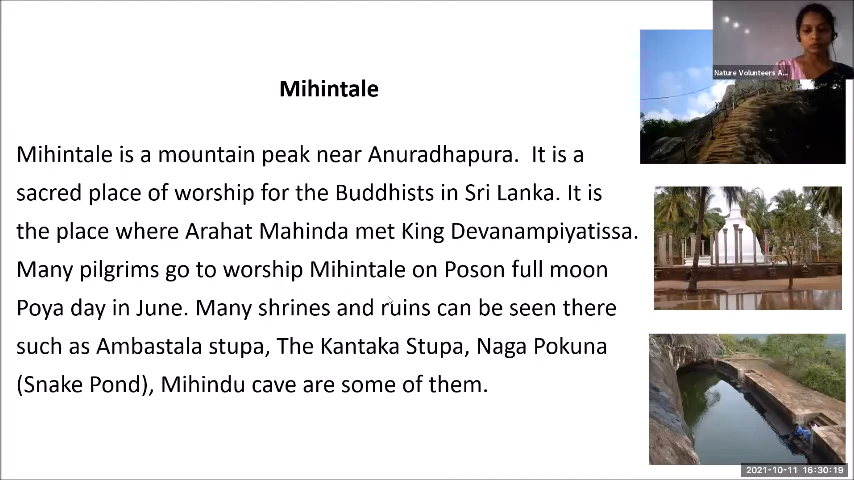 Nature Volunteers A...
Mihintale
Mihintale is a mountain peak near Anuradhapura.  It is a
sacred place of worship for the Buddhists in Sri Lanka. It is
the place where Arahat Mahinda met King Devanampiyatissa.
Many pilgrims go to worship Mihintale on Poson full moon
Poya day in June. Many shrines and ruins can be seen there
such as Ambastala stupa, The Kantaka Stupa, Naga Pokuna
(Snake Pond), Mihindu cave are some of them.
2021-10-11 16:30:19